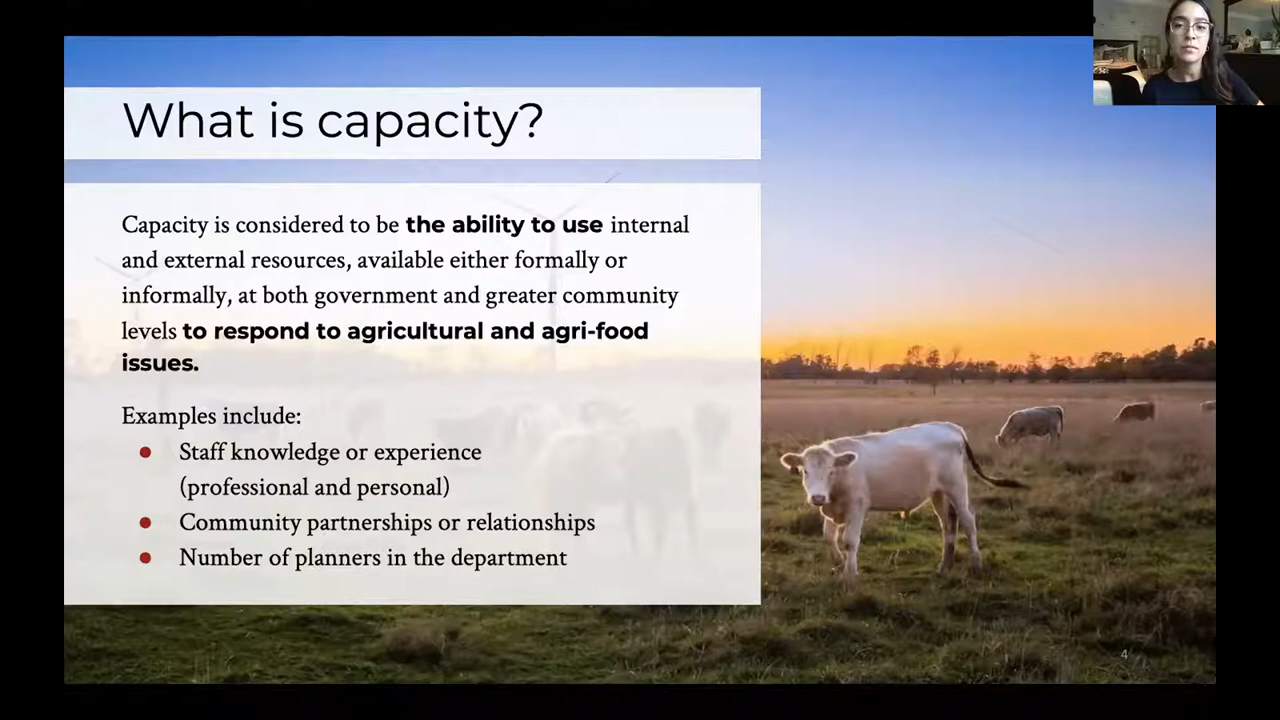 What is capacity?
Capacity is considered to be the ability to use internal
and external resources, available either formally or
informally, at both government and greater community
levels to respond to agricultural and agri-food
issues.
Examples include:
● Staff knowledge or experience
(professional and personal)
● Community partnerships or relationships
● Number of planners in the department
4